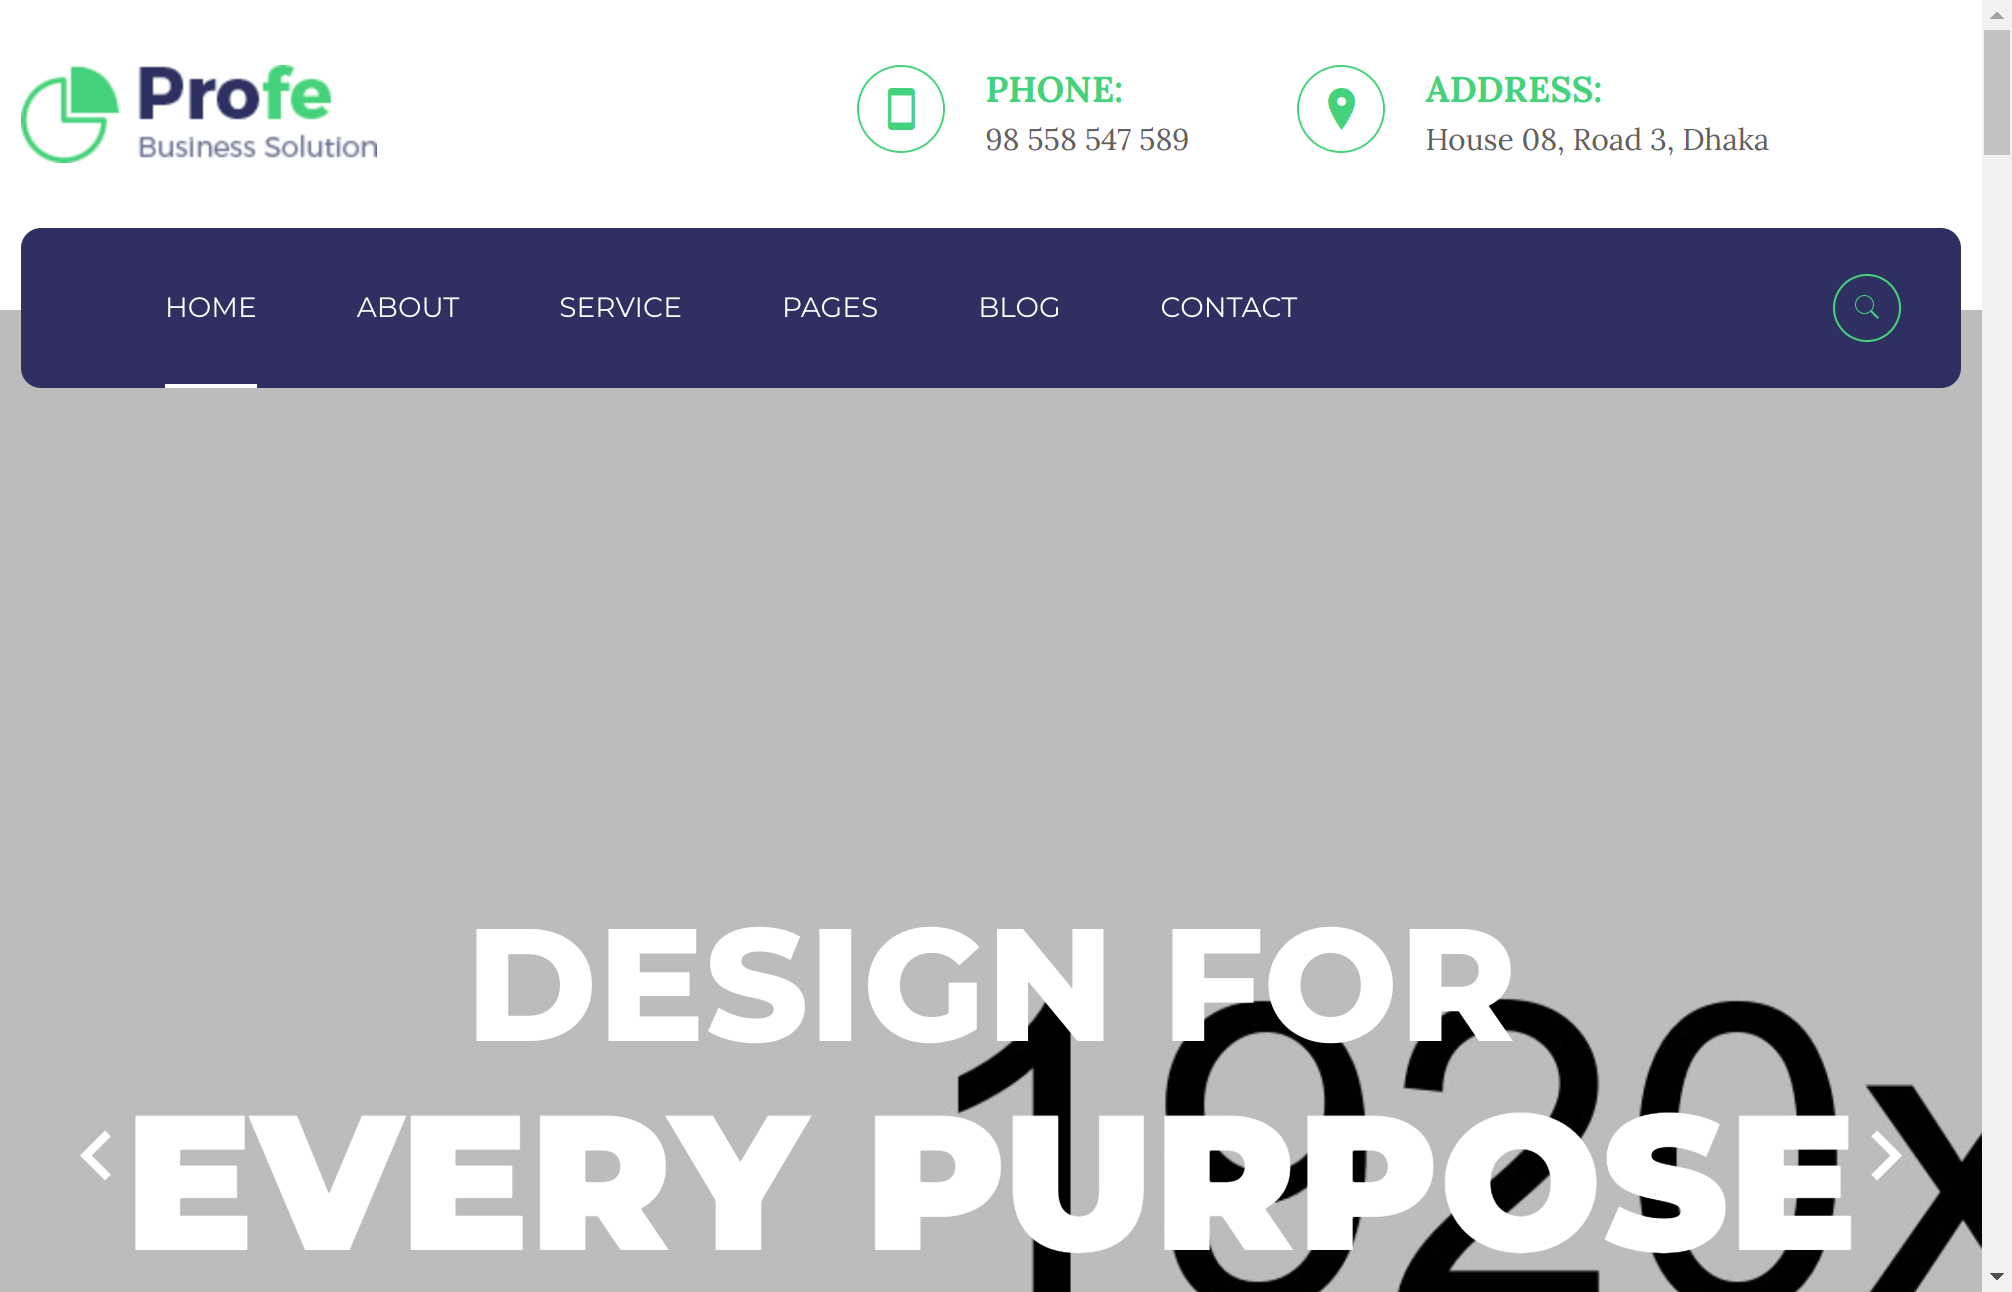 Profe
Business Solution
PHONE:
98 558 547 589
ADDRESS:
House 08, Road 3, Dhaka
HOME ABOUT SERVICE PAGES BLOG CONTACT
DESIGN FOR
EVERY PURPOSE
1920x